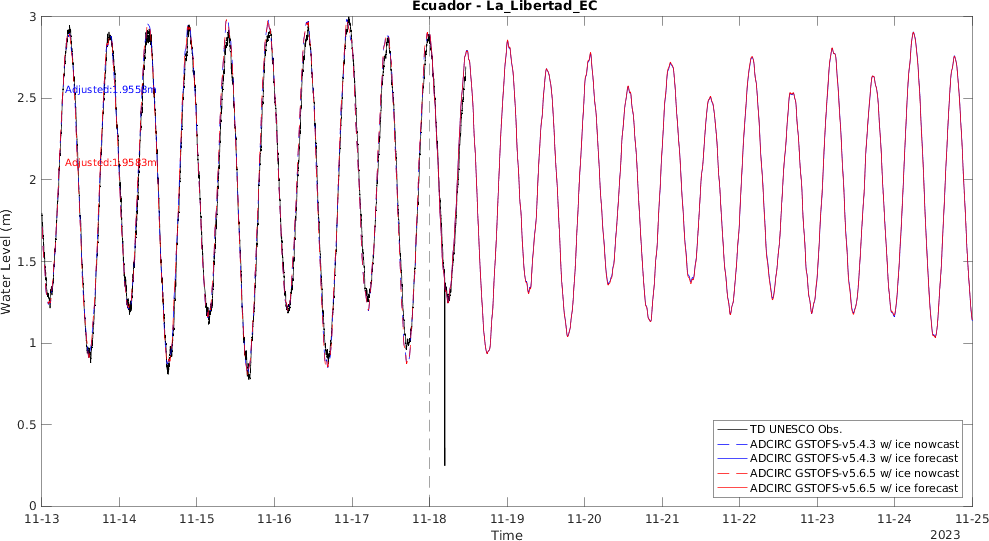 Ecuador - La_Libertad_EC
3
2.5
2
1.5
1
0.5
0
Water Level (m)
Adjusted:1.9558m
Adjusted:1.9583m
TD UNESCO Obs.
ADCIRC GSTOFS-v5.4.3 w/ ice nowcast
ADCIRC GSTOFS-v5.4.3 w/ ice forecast
ADCIRC GSTOFS-v5.6.5 w/ ice nowcast
ADCIRC GSTOFS-v5.6.5 w/ ice forecast
11-13 11-14 11-15 11-16 11-17 11-18 11-19 11-20 11-21 11-22 11-23 11-24 11-25
Time
2023